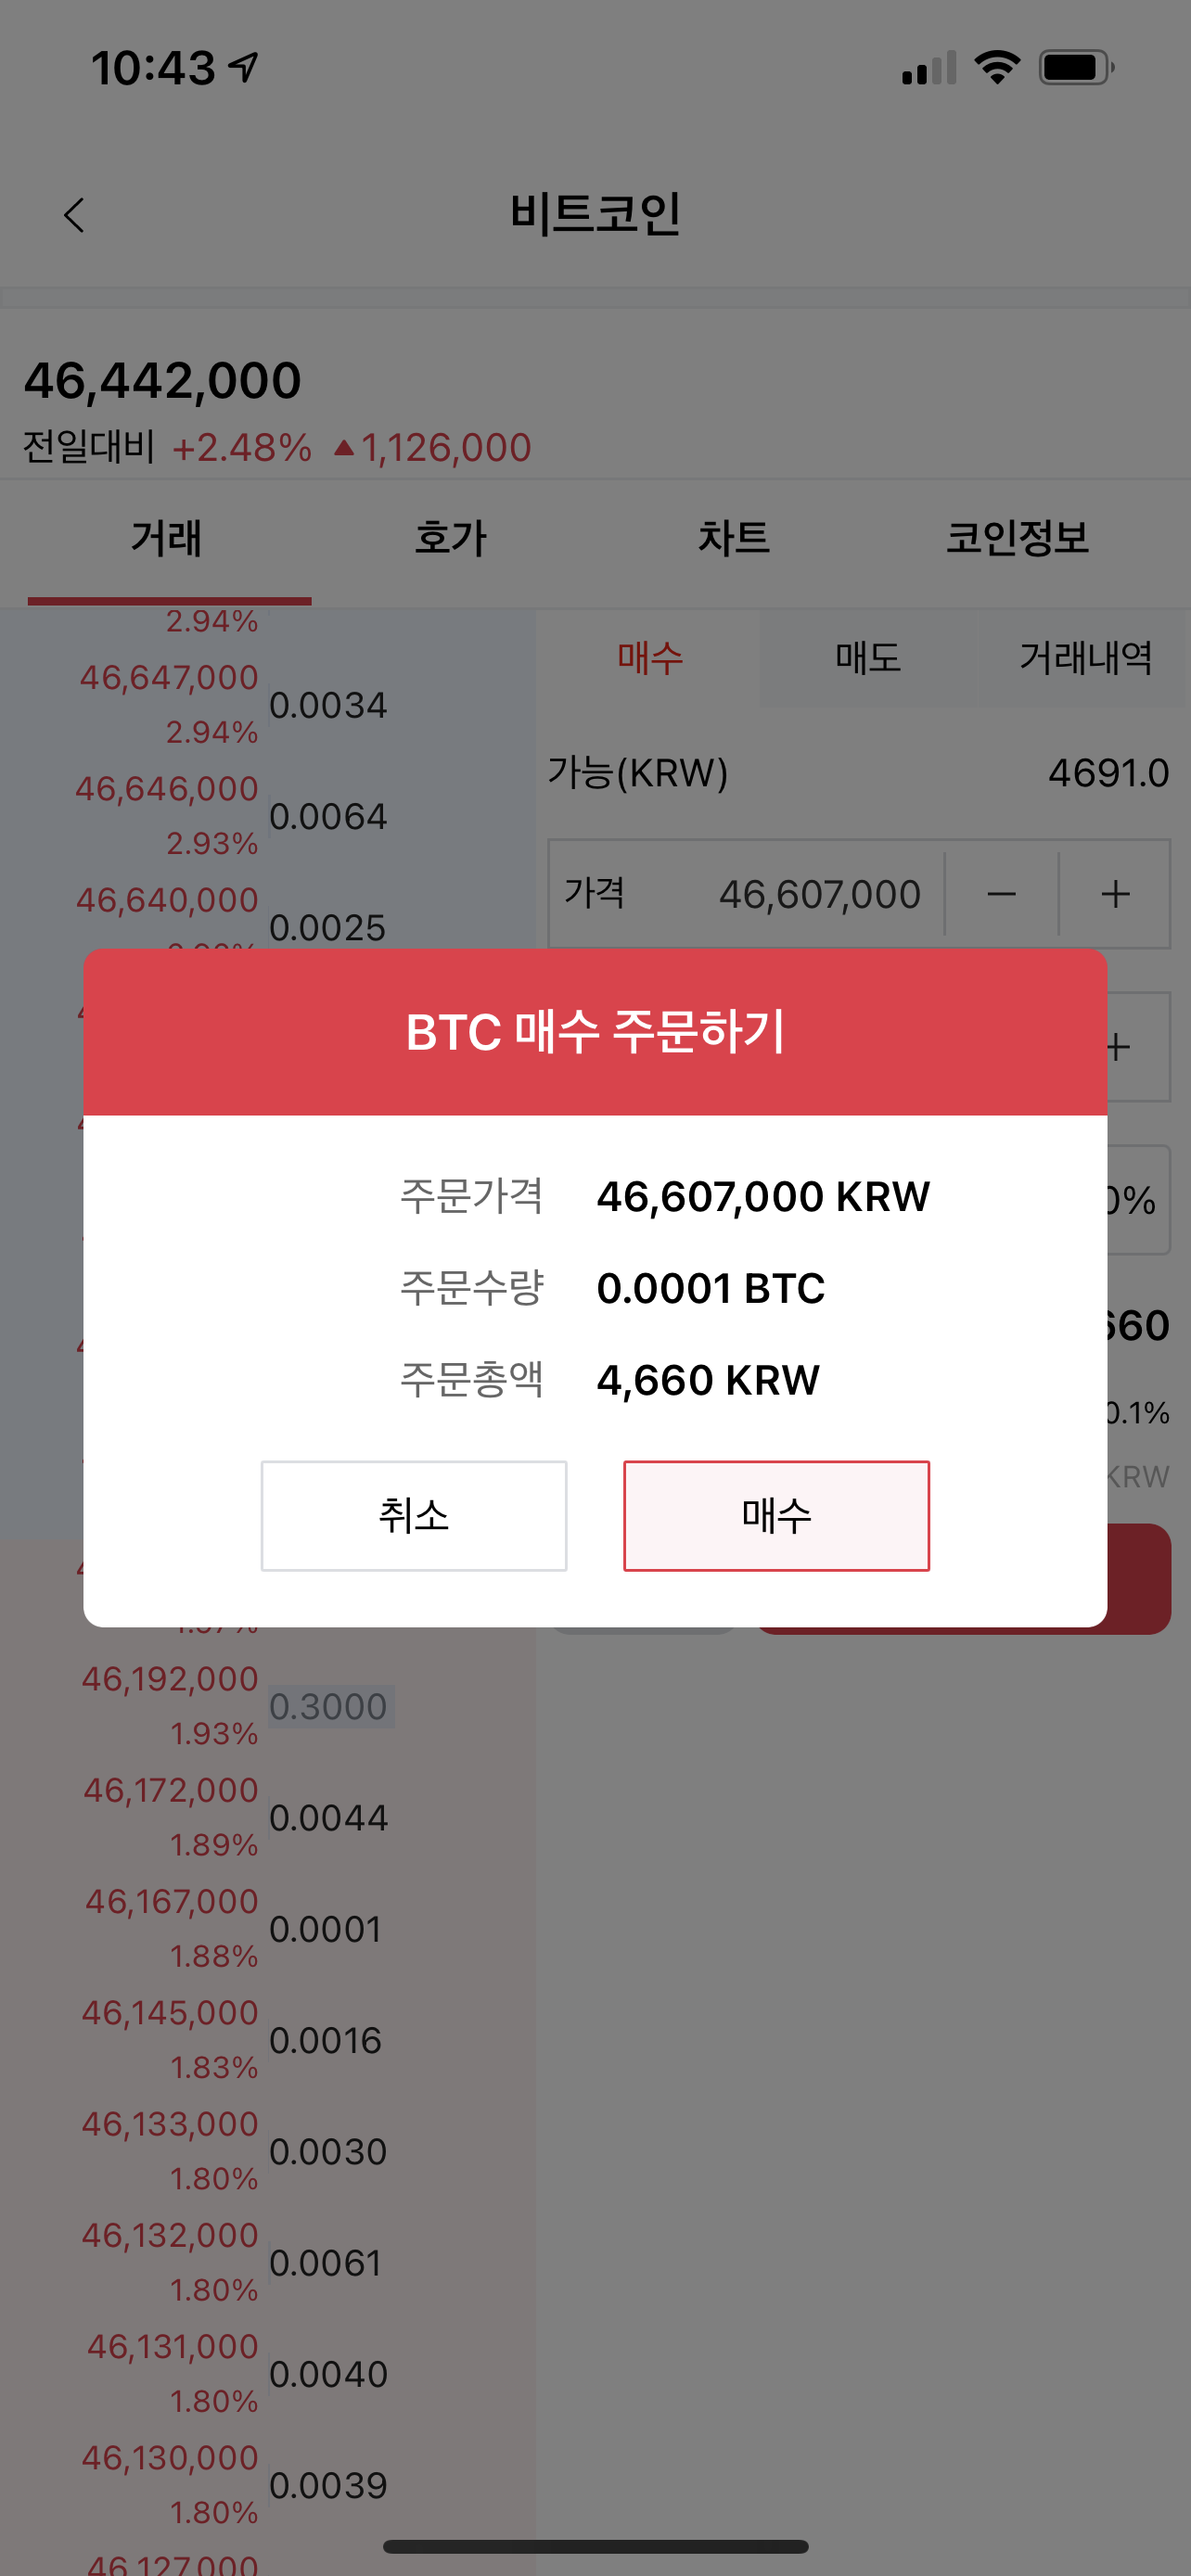 10:43
비트코인
46,442,000
전일대비 +2.48% ▲1,126,000
거래 호가 차트 코인정보
2.94%
매수 매도 거래내역
46,647,000 0.0034
2.94%
가능(KRW) 4691.0
46,646,000 0.0064
2.93%
가격 46,607,000 − +
46,640,000 0.0025
BTC 매수 주문하기
+
주문가격 46,607,000 KRW
0%
주문수량 0.0001 BTC
660
주문총액 4,660 KRW
0.1%
KRW
취소 매수
46,192,000 0.3000
1.93%
46,172,000 0.0044
1.89%
46,167,000 0.0001
1.88%
46,145,000 0.0016
1.83%
46,133,000 0.0030
1.80%
46,132,000 0.0061
1.80%
46,131,000 0.0040
1.80%
46,130,000 0.0039
1.80%
46,127,000